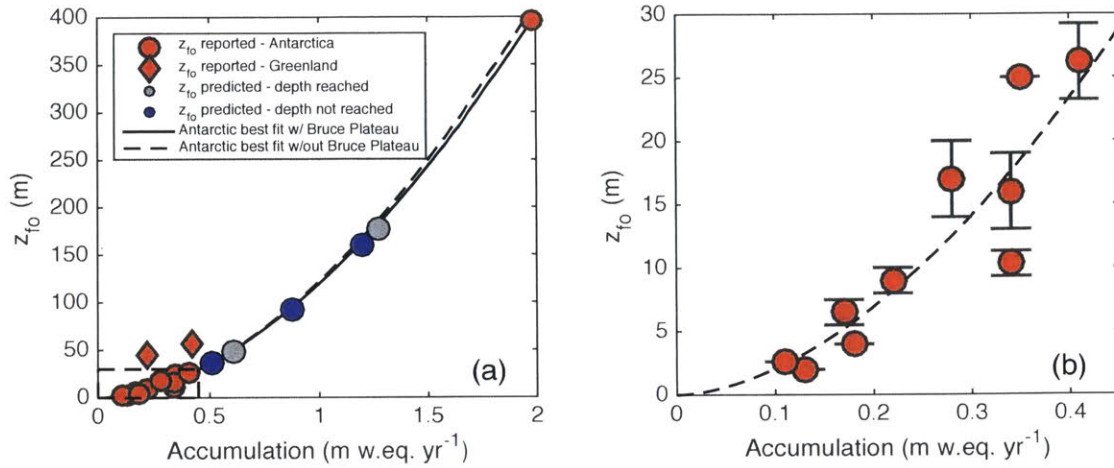 400
350
300
250
200
150
100
50
0
z_fo (m)
z_fo reported - Antarctica
z_fo reported - Greenland
z_fo predicted - depth reached
z_fo predicted - depth not reached
Antarctic best fit w/ Bruce Plateau
Antarctic best fit w/out Bruce Plateau
(a)
0 0.5 1 1.5 2
Accumulation (m w.eq. yr⁻¹)
30
25
20
15
10
5
0
z_fo (m)
(b)
0 0.1 0.2 0.3 0.4
Accumulation (m w.eq. yr⁻¹)